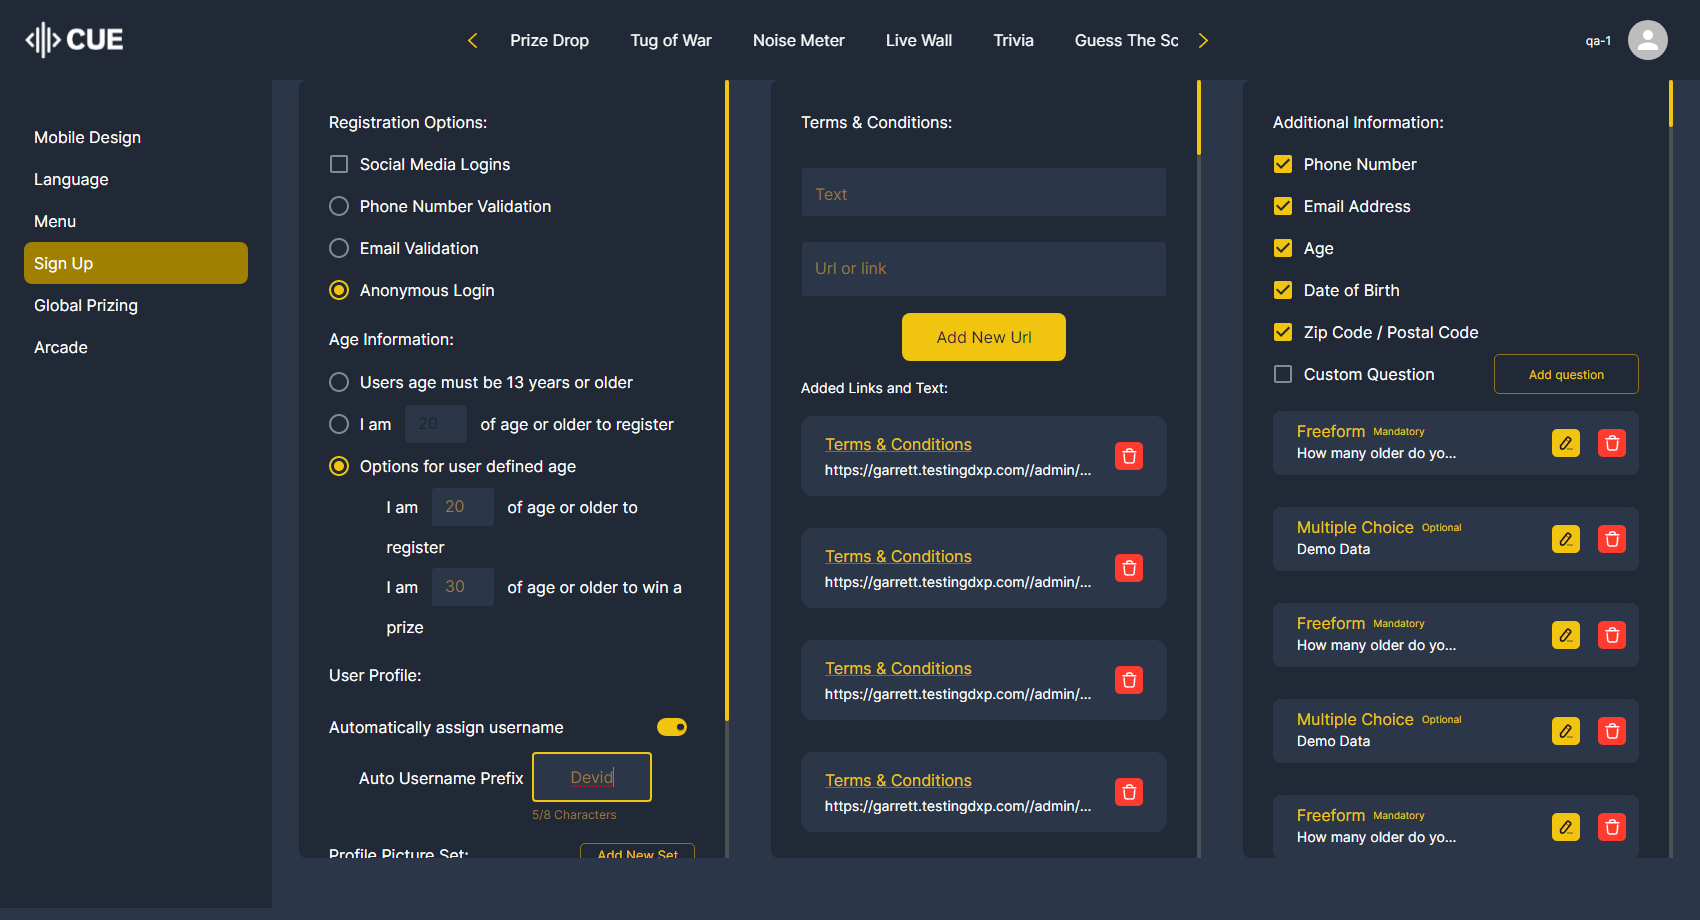 CUE
Prize Drop
Tug of War
Noise Meter
Live Wall
Trivia
Guess The Sc
qa-1
Mobile Design
Language
Menu
Sign Up
Global Prizing
Arcade
Registration Options:
Social Media Logins
Phone Number Validation
Email Validation
Anonymous Login
Age Information:
Users age must be 13 years or older
I am 20 of age or older to register
Options for user defined age
I am 20 of age or older to
register
I am 30 of age or older to win a
prize
User Profile:
Automatically assign username
Auto Username Prefix Devid
5/8 Characters
Profile Picture Set: Add New Set
Terms & Conditions:
Text
Url or link
Add New Url
Added Links and Text:
Terms & Conditions
https://garrett.testingdxp.com//admin/...
Terms & Conditions
https://garrett.testingdxp.com//admin/...
Terms & Conditions
https://garrett.testingdxp.com//admin/...
Terms & Conditions
https://garrett.testingdxp.com//admin/...
Additional Information:
Phone Number
Email Address
Age
Date of Birth
Zip Code / Postal Code
Custom Question Add question
Freeform Mandatory
How many older do yo...
Multiple Choice Optional
Demo Data
Freeform Mandatory
How many older do yo...
Multiple Choice Optional
Demo Data
Freeform Mandatory
How many older do yo...